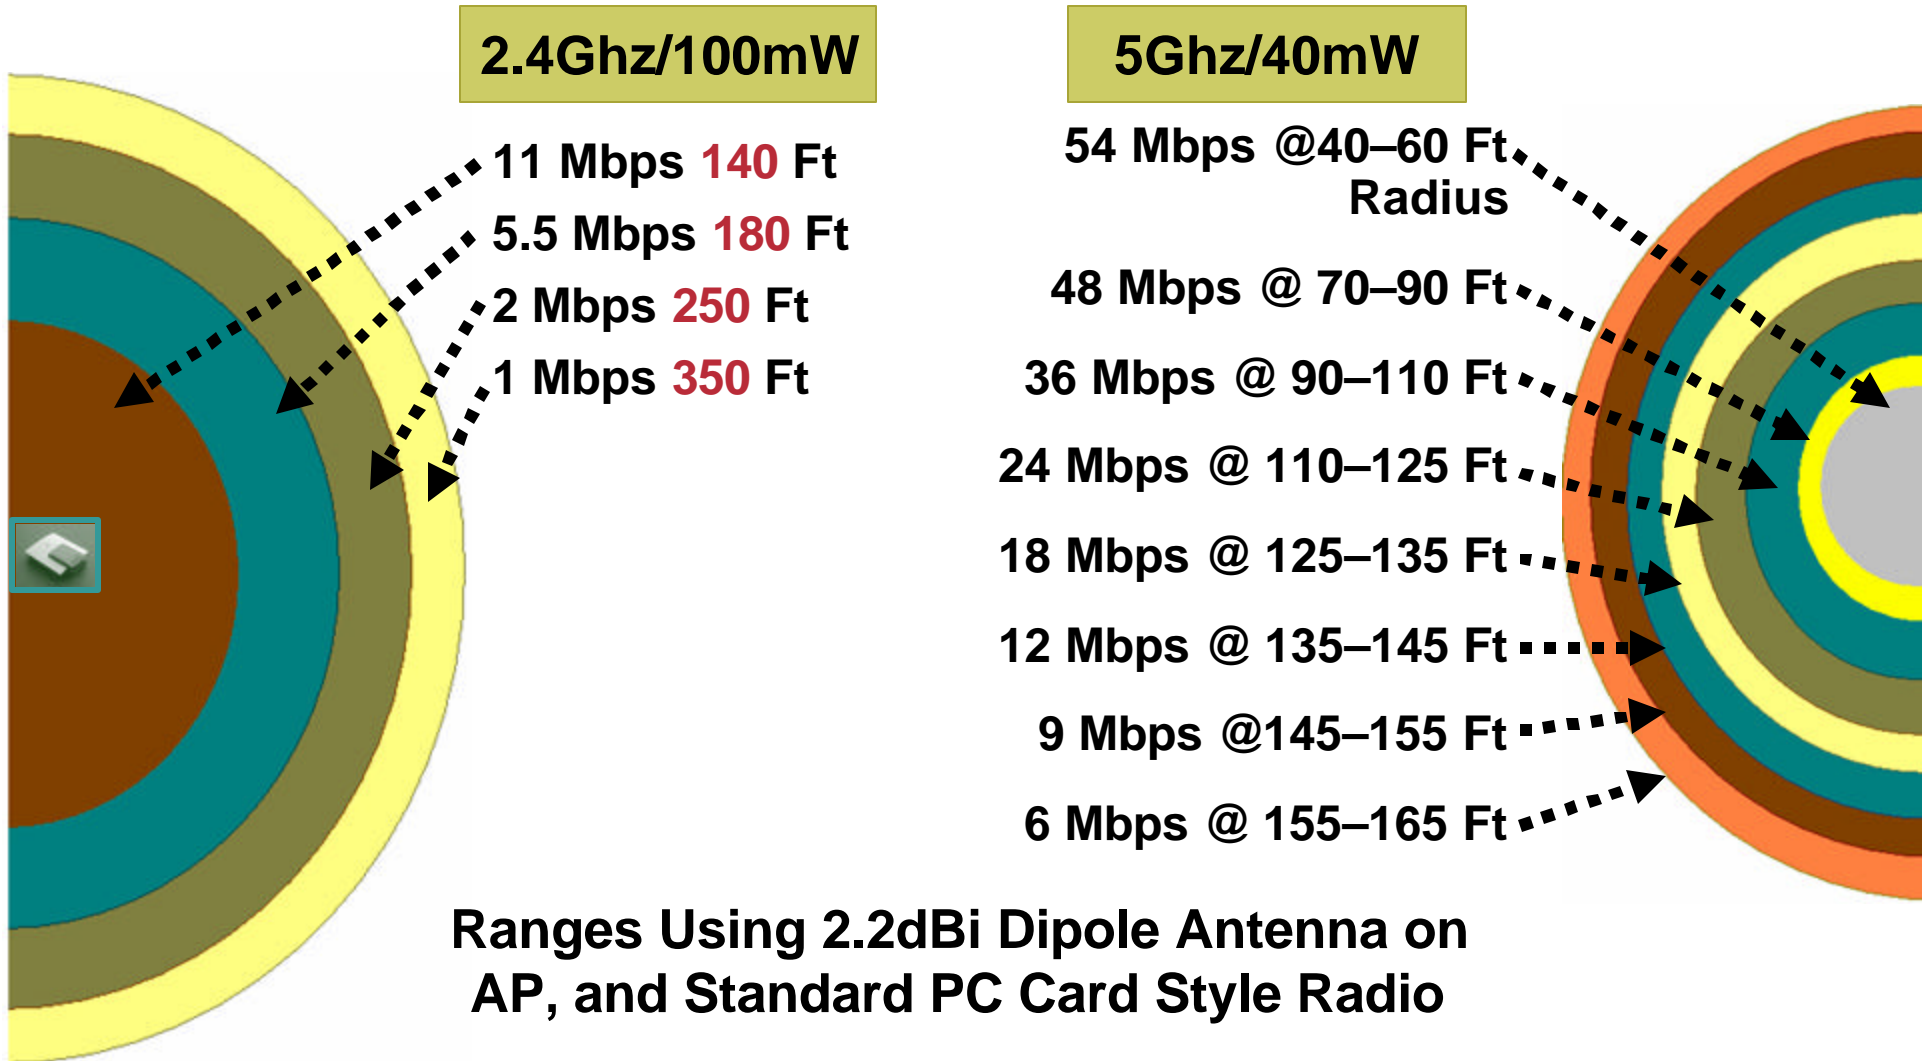 2.4Ghz/100mW
11 Mbps 140 Ft
5.5 Mbps 180 Ft
2 Mbps 250 Ft
1 Mbps 350 Ft
5Ghz/40mW
54 Mbps @40–60 Ft
Radius
48 Mbps @ 70–90 Ft
36 Mbps @ 90–110 Ft
24 Mbps @ 110–125 Ft
18 Mbps @ 125–135 Ft
12 Mbps @ 135–145 Ft
9 Mbps @145–155 Ft
6 Mbps @ 155–165 Ft
Ranges Using 2.2dBi Dipole Antenna on
AP, and Standard PC Card Style Radio